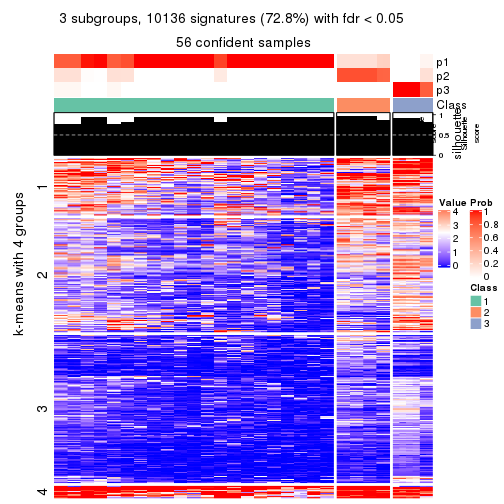 3 subgroups, 10136 signatures (72.8%) with fdr < 0.05
56 confident samples
p1
p2
p3
Class
1
0.5
0
silhouette
Silhouette
score
k-means with 4 groups
1
2
3
4
Value
4
3
2
1
0
Prob
1
0.8
0.6
0.4
0.2
0
Class
1
2
3